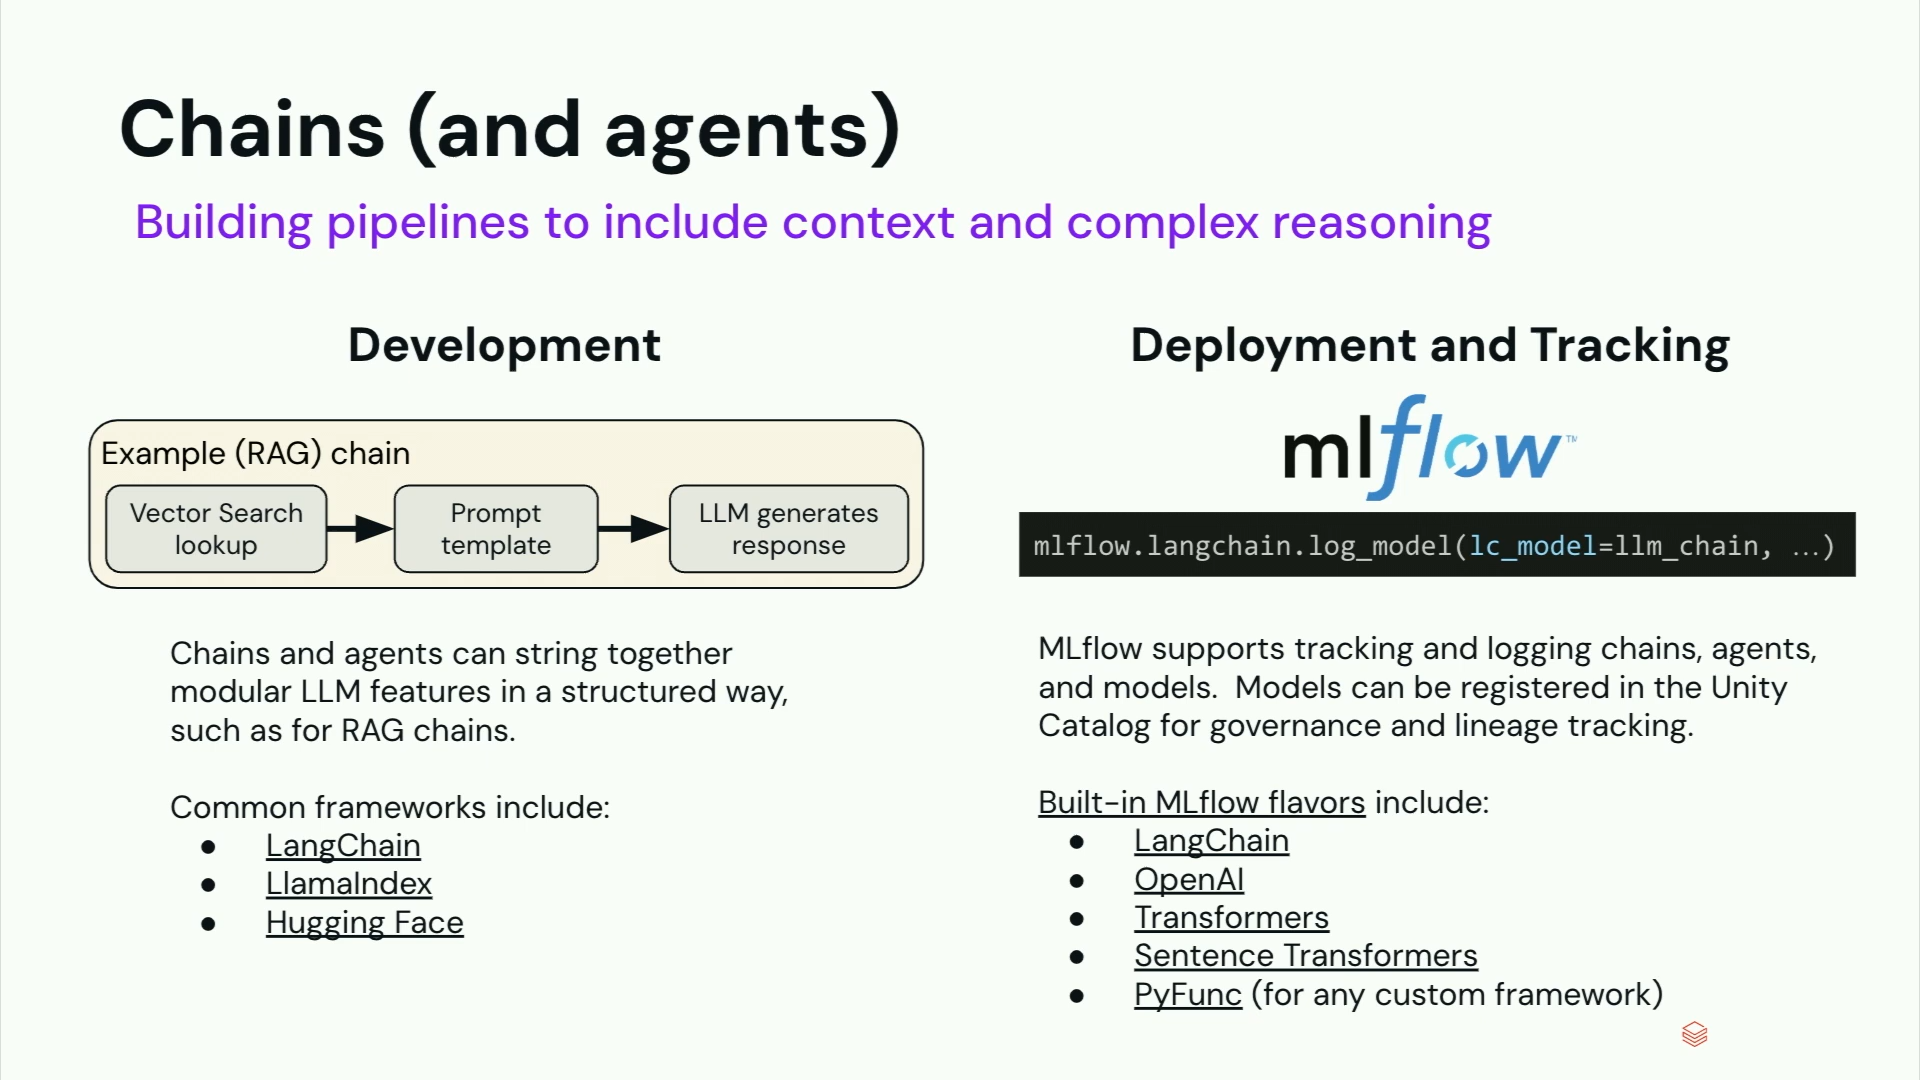 Chains (and agents)
Building pipelines to include context and complex reasoning
Development
Example (RAG) chain
Vector Search
lookup
Prompt
template
LLM generates
response
Chains and agents can string together
modular LLM features in a structured way,
such as for RAG chains.
Common frameworks include:
● LangChain
● LlamaIndex
● Hugging Face
Deployment and Tracking
mlflow™
mlflow.langchain.log_model(lc_model=llm_chain, …)
MLflow supports tracking and logging chains, agents,
and models.  Models can be registered in the Unity
Catalog for governance and lineage tracking.
Built-in MLflow flavors include:
● LangChain
● OpenAI
● Transformers
● Sentence Transformers
● PyFunc (for any custom framework)